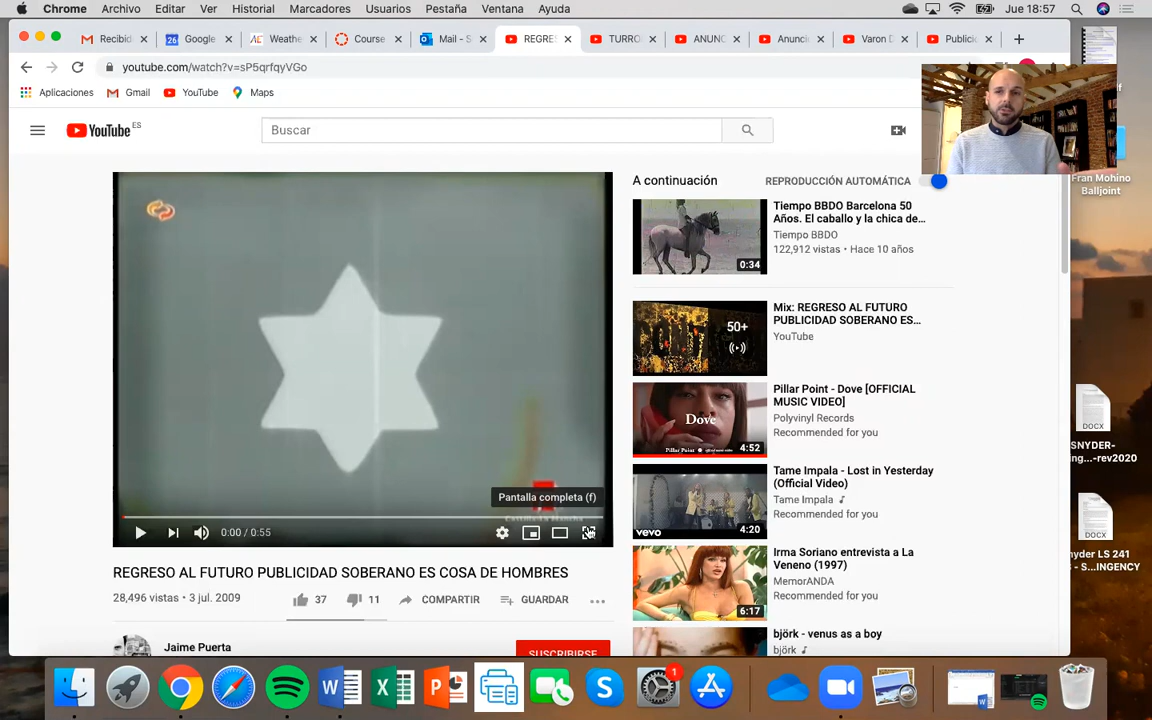 Chrome Archivo Editar Ver Historial Marcadores Usuarios Pestaña Ventana Ayuda Jue 18:57
Recibid Google Weathe Course Mail - S REGRE TURRO ANUNC Anuncie Varon D Publici
26
youtube.com/watch?v=sP5qrfqyVGo
Aplicaciones Gmail YouTube Maps
YouTube ES
Buscar
Fran Mohino
Balljoint
A continuación REPRODUCCIÓN AUTOMÁTICA
Tiempo BBDO Barcelona 50
Años. El caballo y la chica de...
Tiempo BBDO
122,912 vistas • Hace 10 años
0:34
Mix: REGRESO AL FUTURO
PUBLICIDAD SOBERANO ES...
YouTube
50+
Pillar Point - Dove [OFFICIAL
MUSIC VIDEO]
Polyvinyl Records
Recommended for you
Dove
Pillar Point
4:52
Tame Impala - Lost in Yesterday
(Official Video)
Tame Impala
Recommended for you
vevo
4:20
Irma Soriano entrevista a La
Veneno (1997)
MemorANDA
Recommended for you
6:17
björk - venus as a boy
björk
Pantalla completa (f)
0:00 / 0:55
REGRESO AL FUTURO PUBLICIDAD SOBERANO ES COSA DE HOMBRES
28,496 vistas • 3 jul. 2009
37 11 COMPARTIR GUARDAR
Jaime Puerta
SUSCRIBIRSE
DOCX
SNYDER-
ng...-rev2020
DOCX
nyder LS 241
- S...INGENCY
1